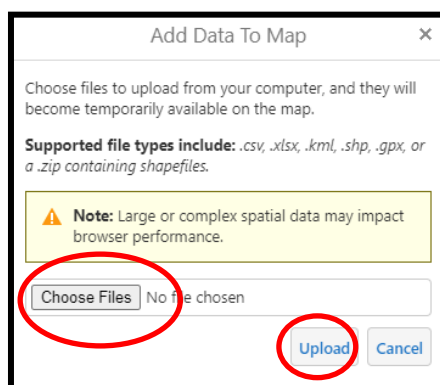 Add Data To Map ×
Choose files to upload from your computer, and they will
become temporarily available on the map.
Supported file types include: .csv, .xlsx, .kml, .shp, .gpx, or
a .zip containing shapefiles.
Note: Large or complex spatial data may impact
browser performance.
Choose Files No file chosen
Upload Cancel